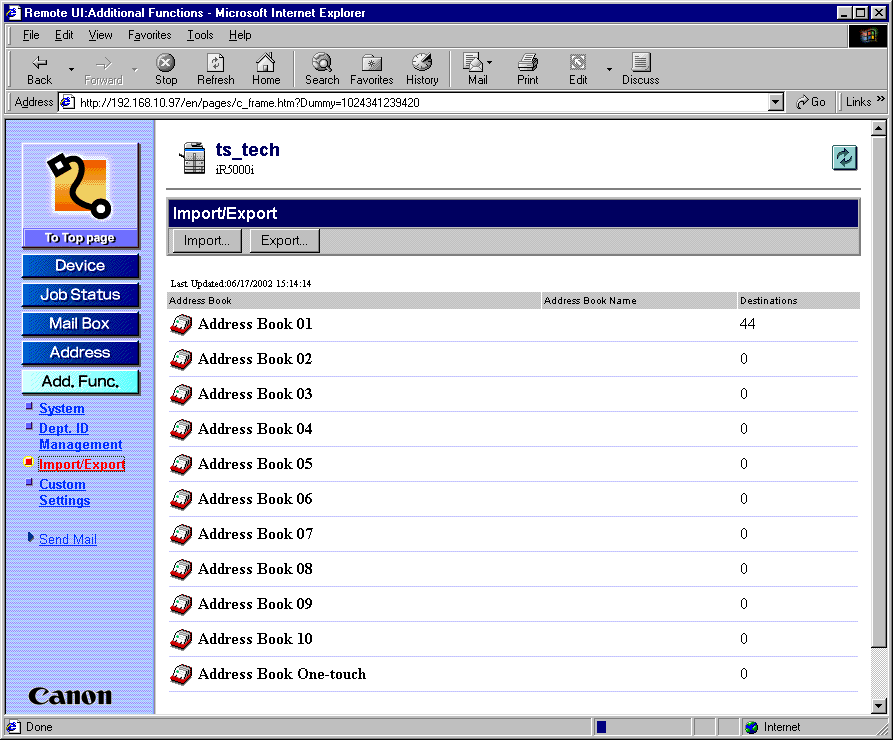 Remote UI:Additional Functions - Microsoft Internet Explorer
File Edit View Favorites Tools Help
Back Forward Stop Refresh Home Search Favorites History Mail Print Edit Discuss
Address http://192.168.10.97/en/pages/c_frame.htm?Dummy=1024341239420 Go Links »
To Top page
Device
Job Status
Mail Box
Address
Add. Func.
System
Dept. ID
Management
Import/Export
Custom
Settings
Send Mail
Canon
ts_tech
iR5000i
Import/Export
Import... Export...
Last Updated:06/17/2002 15:14:14
Address Book Address Book Name Destinations
Address Book 01 44
Address Book 02 0
Address Book 03 0
Address Book 04 0
Address Book 05 0
Address Book 06 0
Address Book 07 0
Address Book 08 0
Address Book 09 0
Address Book 10 0
Address Book One-touch 0
Done Internet